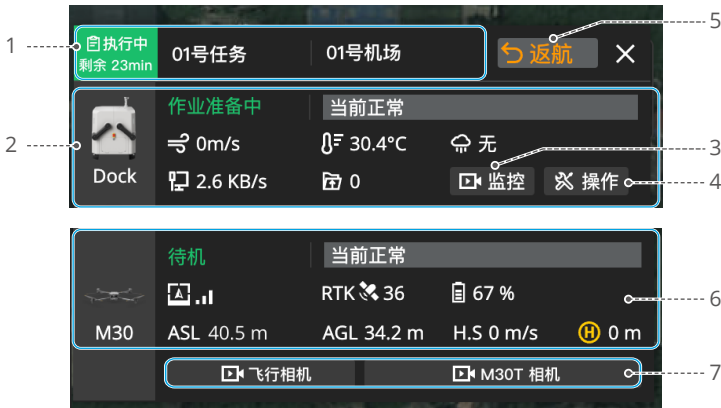 1
执行中
剩余 23min
01号任务
01号机场
返航
5
2
Dock
作业准备中
当前正常
0m/s
30.4°C
无
2.6 KB/s
0
监控
操作
3
4
M30
待机
当前正常
RTK 36
67 %
ASL 40.5 m
AGL 34.2 m
H.S 0 m/s
H 0 m
6
飞行相机
M30T 相机
7